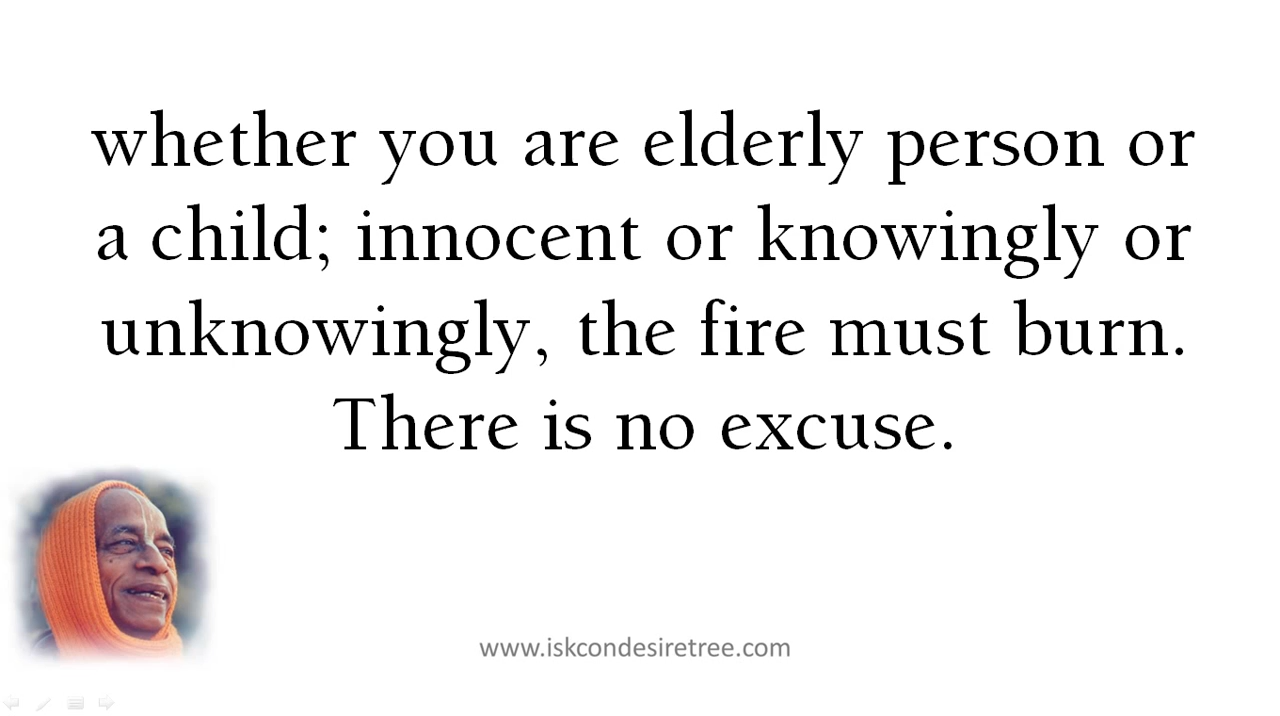 whether you are elderly person or
a child; innocent or knowingly or
unknowingly, the fire must burn.
There is no excuse.
www.iskcondesiretree.com